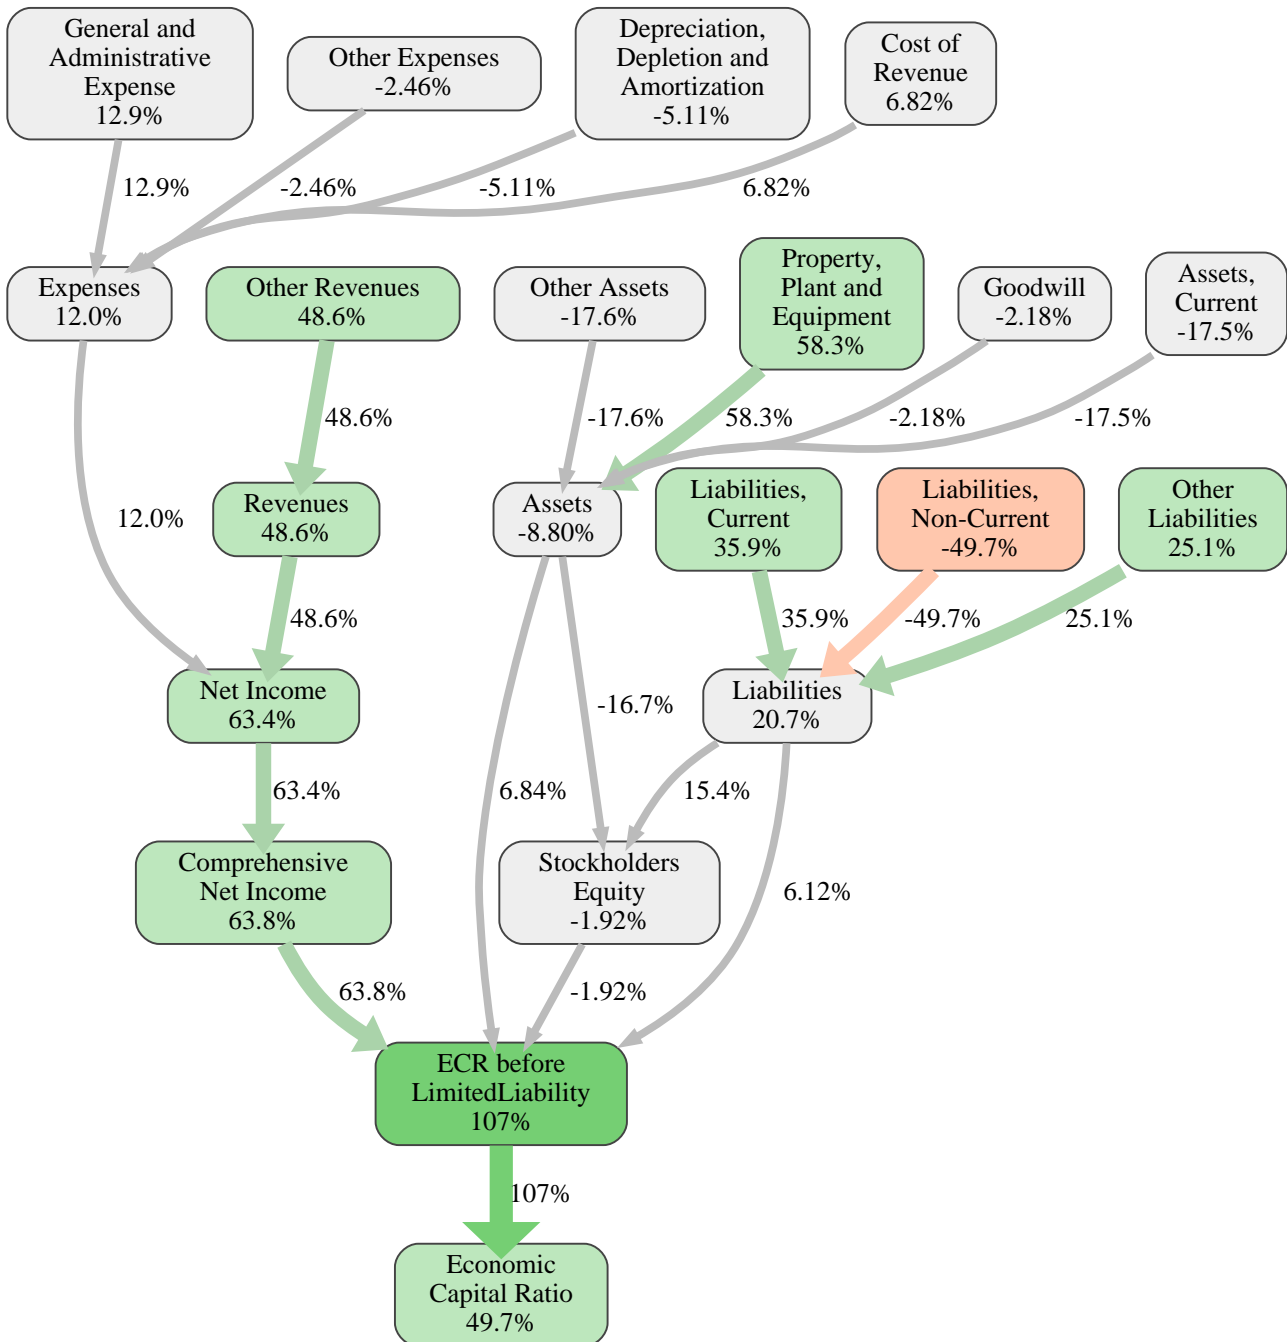 General and
Administrative
Expense
12.9%
Other Expenses
-2.46%
Depreciation,
Depletion and
Amortization
-5.11%
Cost of
Revenue
6.82%
12.9%
-2.46%
-5.11%
6.82%
Expenses
12.0%
Other Revenues
48.6%
Other Assets
-17.6%
Property,
Plant and
Equipment
58.3%
Goodwill
-2.18%
Assets,
Current
-17.5%
48.6%
-17.6%
58.3%
-2.18%
-17.5%
12.0%
Revenues
48.6%
Assets
-8.80%
Liabilities,
Current
35.9%
Liabilities,
Non-Current
-49.7%
Other
Liabilities
25.1%
48.6%
35.9%
-49.7%
25.1%
Net Income
63.4%
-16.7%
Liabilities
20.7%
63.4%
6.84%
15.4%
Comprehensive
Net Income
63.8%
Stockholders
Equity
-1.92%
6.12%
63.8%
-1.92%
ECR before
LimitedLiability
107%
107%
Economic
Capital Ratio
49.7%